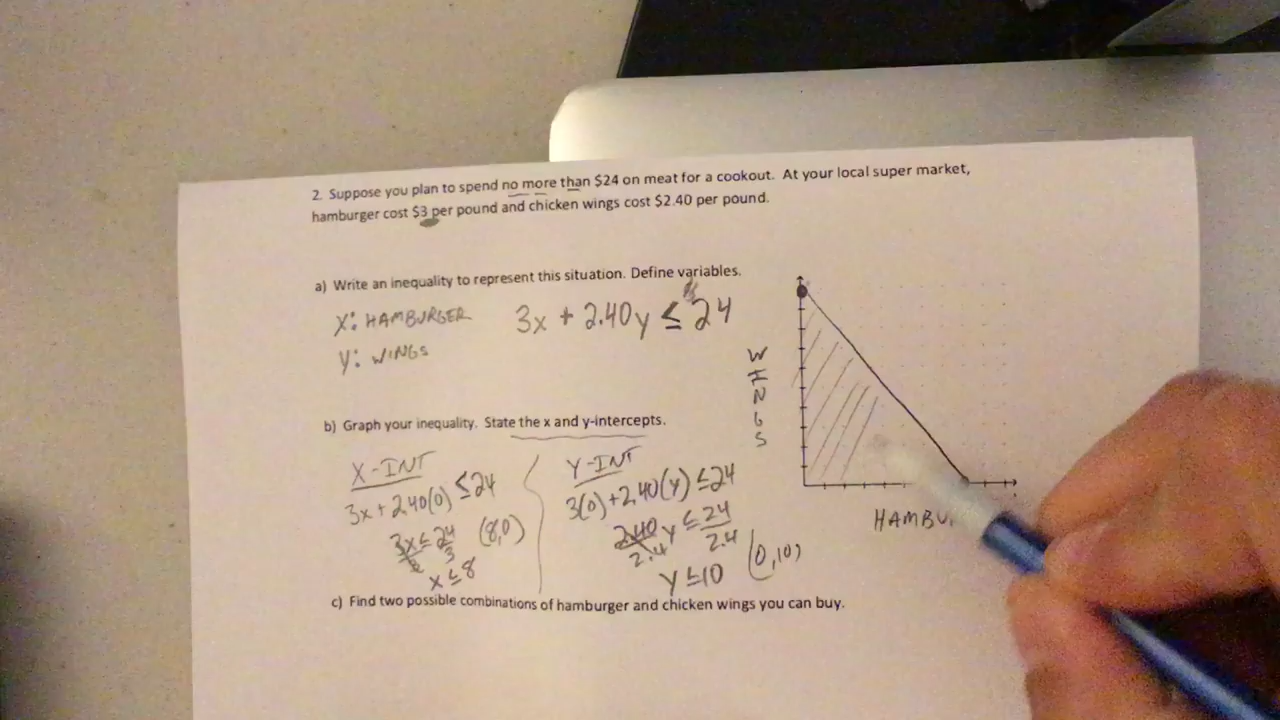 2. Suppose you plan to spend no more than $24 on meat for a cookout. At your local super market,
hamburger cost $3 per pound and chicken wings cost $2.40 per pound.
a) Write an inequality to represent this situation. Define variables.
X: HAMBURGER
3x + 2.40y ≤ 24
Y: WINGS
WINGS
b) Graph your inequality. State the x and y-intercepts.
X-INT
3x + 2.40(0) ≤ 24
3x ≤ 24
3 3
(8,0)
x ≤ 8
Y-INT
3(0) + 2.40(y) ≤ 24
2.40 y ≤ 24
2.4 2.4
y ≤ 10
(0,10)
HAMBU
c) Find two possible combinations of hamburger and chicken wings you can buy.